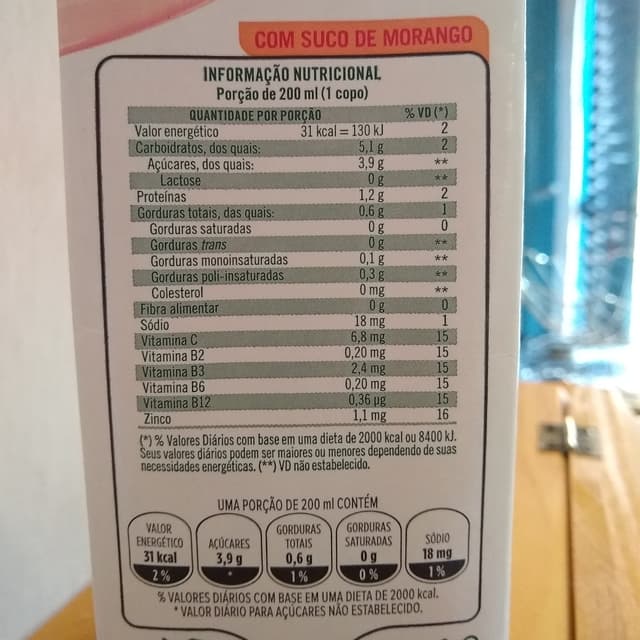 COM SUCO DE MORANGO
INFORMAÇÃO NUTRICIONAL
Porção de 200 ml (1 copo)
QUANTIDADE POR PORÇÃO % VD (*)
Valor energético 31 kcal = 130 kJ 2
Carboidratos, dos quais: 5,1 g 2
Açúcares, dos quais: 3,9 g **
Lactose 0 g **
Proteínas 1,2 g 2
Gorduras totais, das quais: 0,6 g 1
Gorduras saturadas 0 g 0
Gorduras trans 0 g **
Gorduras monoinsaturadas 0,1 g **
Gorduras poli-insaturadas 0,3 g **
Colesterol 0 mg **
Fibra alimentar 0 g 0
Sódio 18 mg 1
Vitamina C 6,8 mg 15
Vitamina B2 0,20 mg 15
Vitamina B3 2,4 mg 15
Vitamina B6 0,20 mg 15
Vitamina B12 0,36 µg 15
Zinco 1,1 mg 16
(*) % Valores Diários com base em uma dieta de 2000 kcal ou 8400 kJ.
Seus valores diários podem ser maiores ou menores dependendo de suas
necessidades energéticas. (**) VD não estabelecido.
UMA PORÇÃO DE 200 ml CONTÉM
VALOR ENERGÉTICO 31 kcal 2%
AÇÚCARES 3,9 g *
GORDURAS TOTAIS 0,6 g 1%
GORDURAS SATURADAS 0 g 0%
SÓDIO 18 mg 1%
% VALORES DIÁRIOS COM BASE EM UMA DIETA DE 2000 kcal.
* VALOR DIÁRIO PARA AÇÚCARES NÃO ESTABELECIDO.